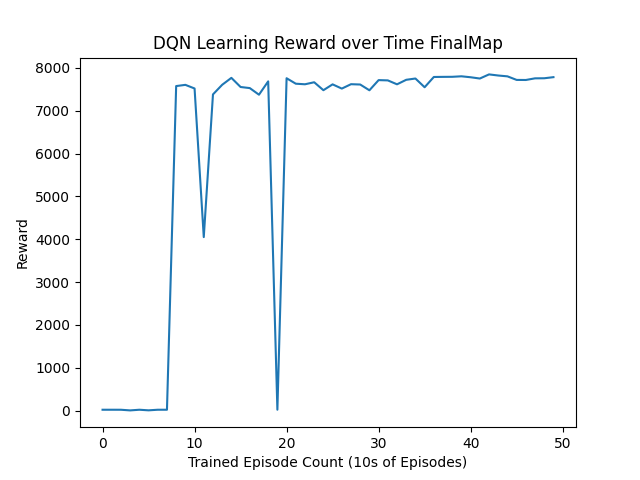 DQN Learning Reward over Time FinalMap
8000
7000
6000
5000
4000
3000
2000
1000
0
Reward
0 10 20 30 40 50
Trained Episode Count (10s of Episodes)